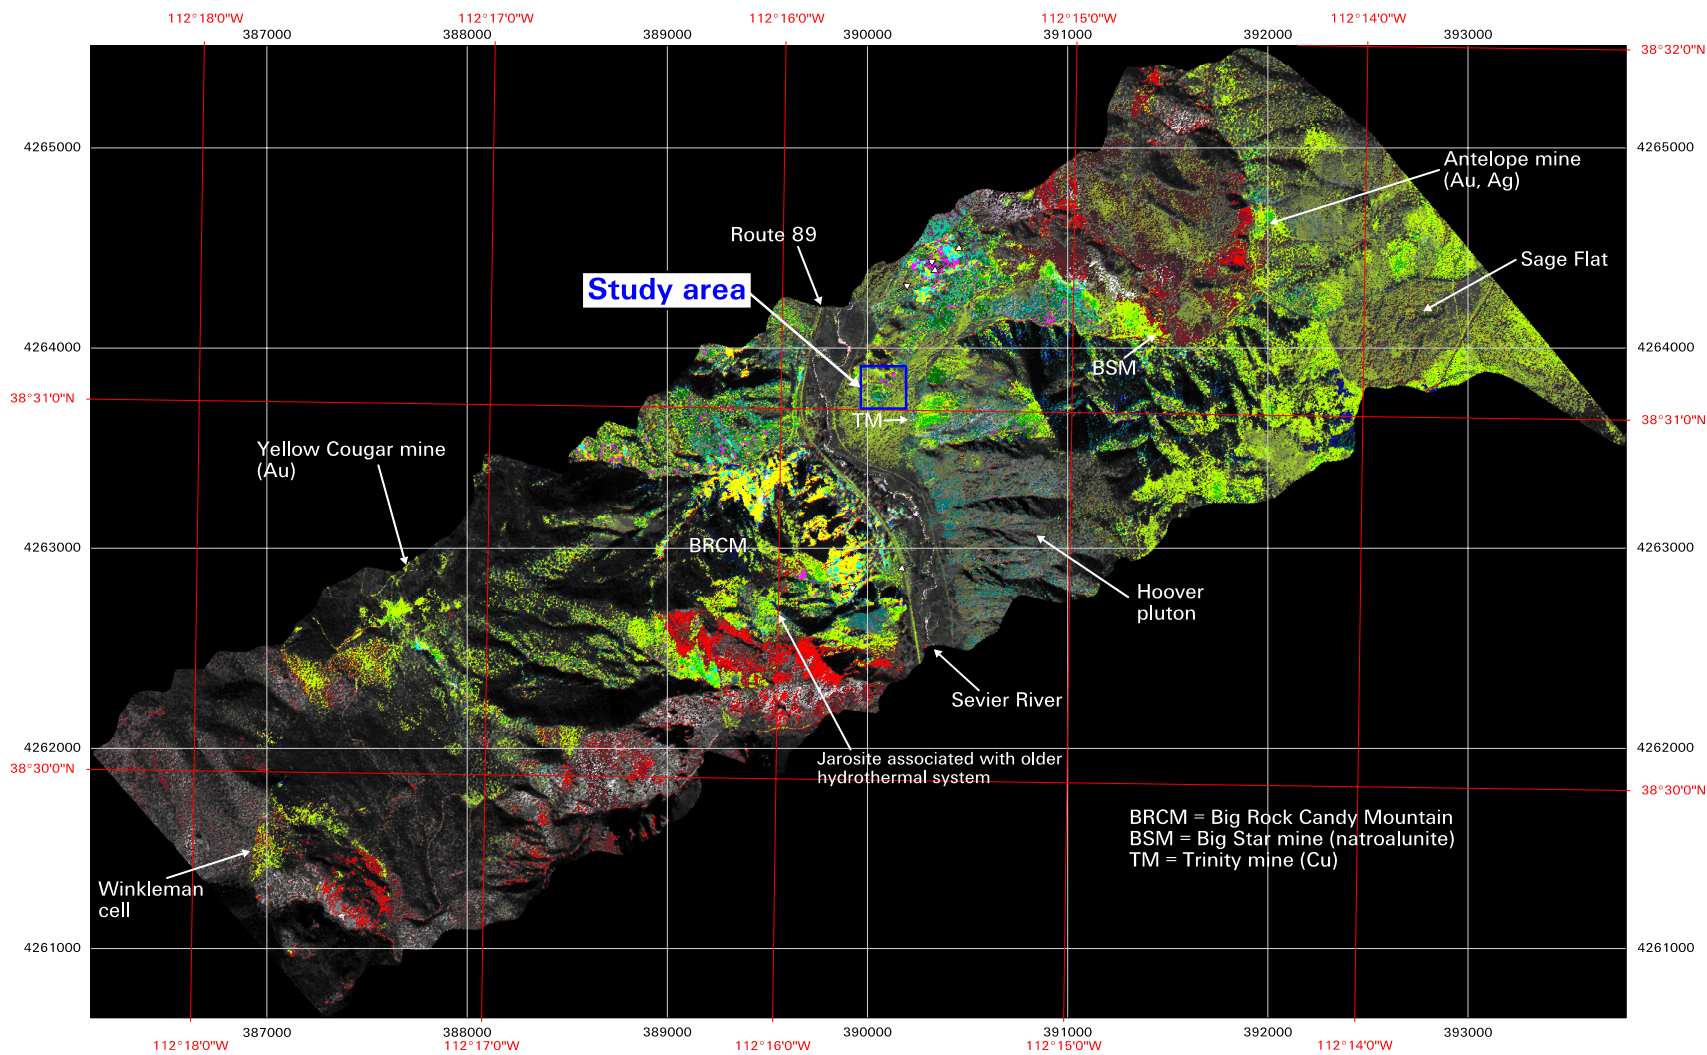 112°18'0"W 112°17'0"W 112°16'0"W 112°15'0"W 112°14'0"W
387000 388000 389000 390000 391000 392000 393000
38°32'0"N
4265000 4265000
Antelope mine
(Au, Ag)
Route 89
Sage Flat
Study area
4264000 4264000
BSM
38°31'0"N
TM
38°31'0"N
Yellow Cougar mine
(Au)
BRCM
4263000 4263000
Hoover
pluton
Sevier River
4262000 4262000
Jarosite associated with older
hydrothermal system
38°30'0"N
38°30'0"N
BRCM = Big Rock Candy Mountain
BSM = Big Star mine (natroalunite)
TM = Trinity mine (Cu)
Winkleman
cell
4261000 4261000
387000 388000 389000 390000 391000 392000 393000
112°18'0"W 112°17'0"W 112°16'0"W 112°15'0"W 112°14'0"W